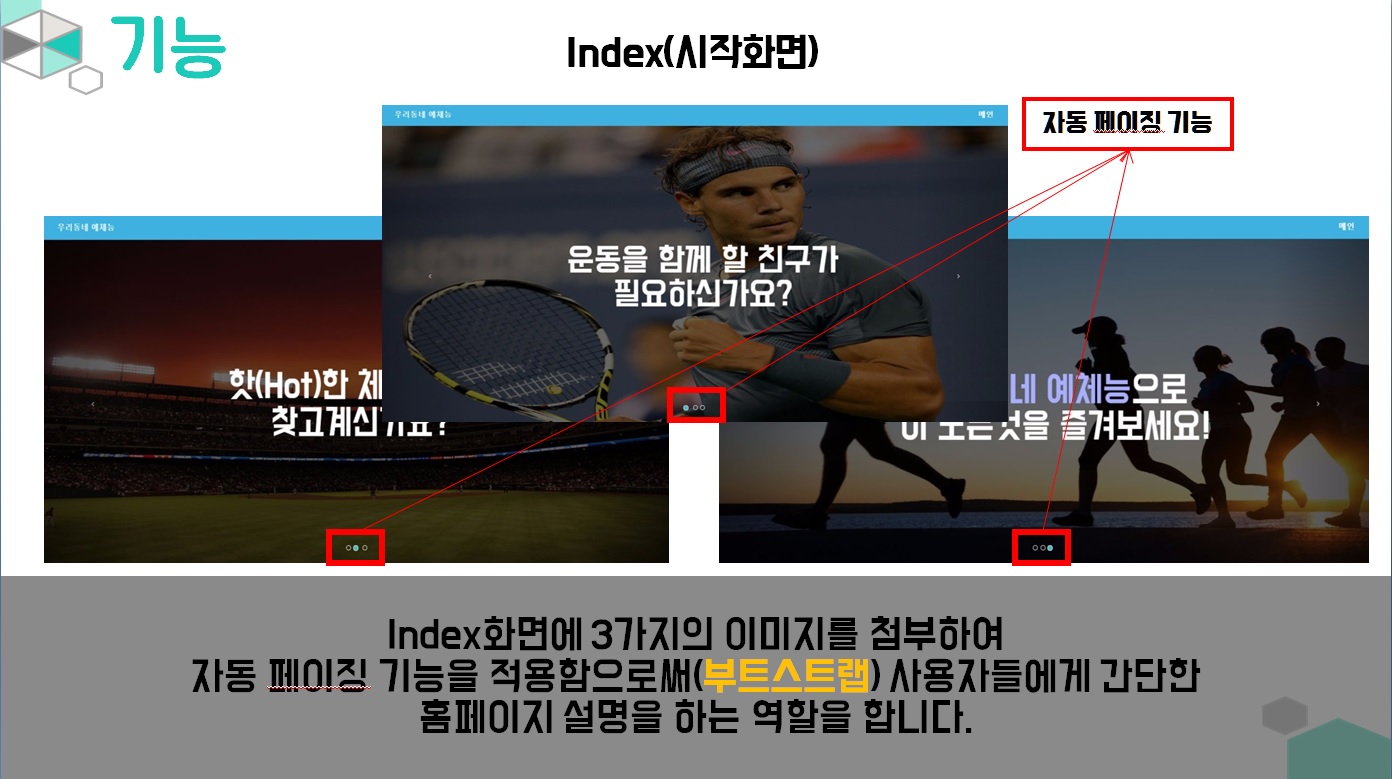 기능
Index(시작화면)
자동 페이징 기능
우리동네 예체능
메인
운동을 함께 할 친구가
필요하신가요?
우리동네 예체능
핫(Hot)한 체
찾고계신가요?
메인
네 예체능으로
이 모든것을 즐겨보세요!
Index화면에 3가지의 이미지를 첨부하여
자동 페이징 기능을 적용함으로써(부트스트랩) 사용자들에게 간단한
홈페이지 설명을 하는 역할을 합니다.